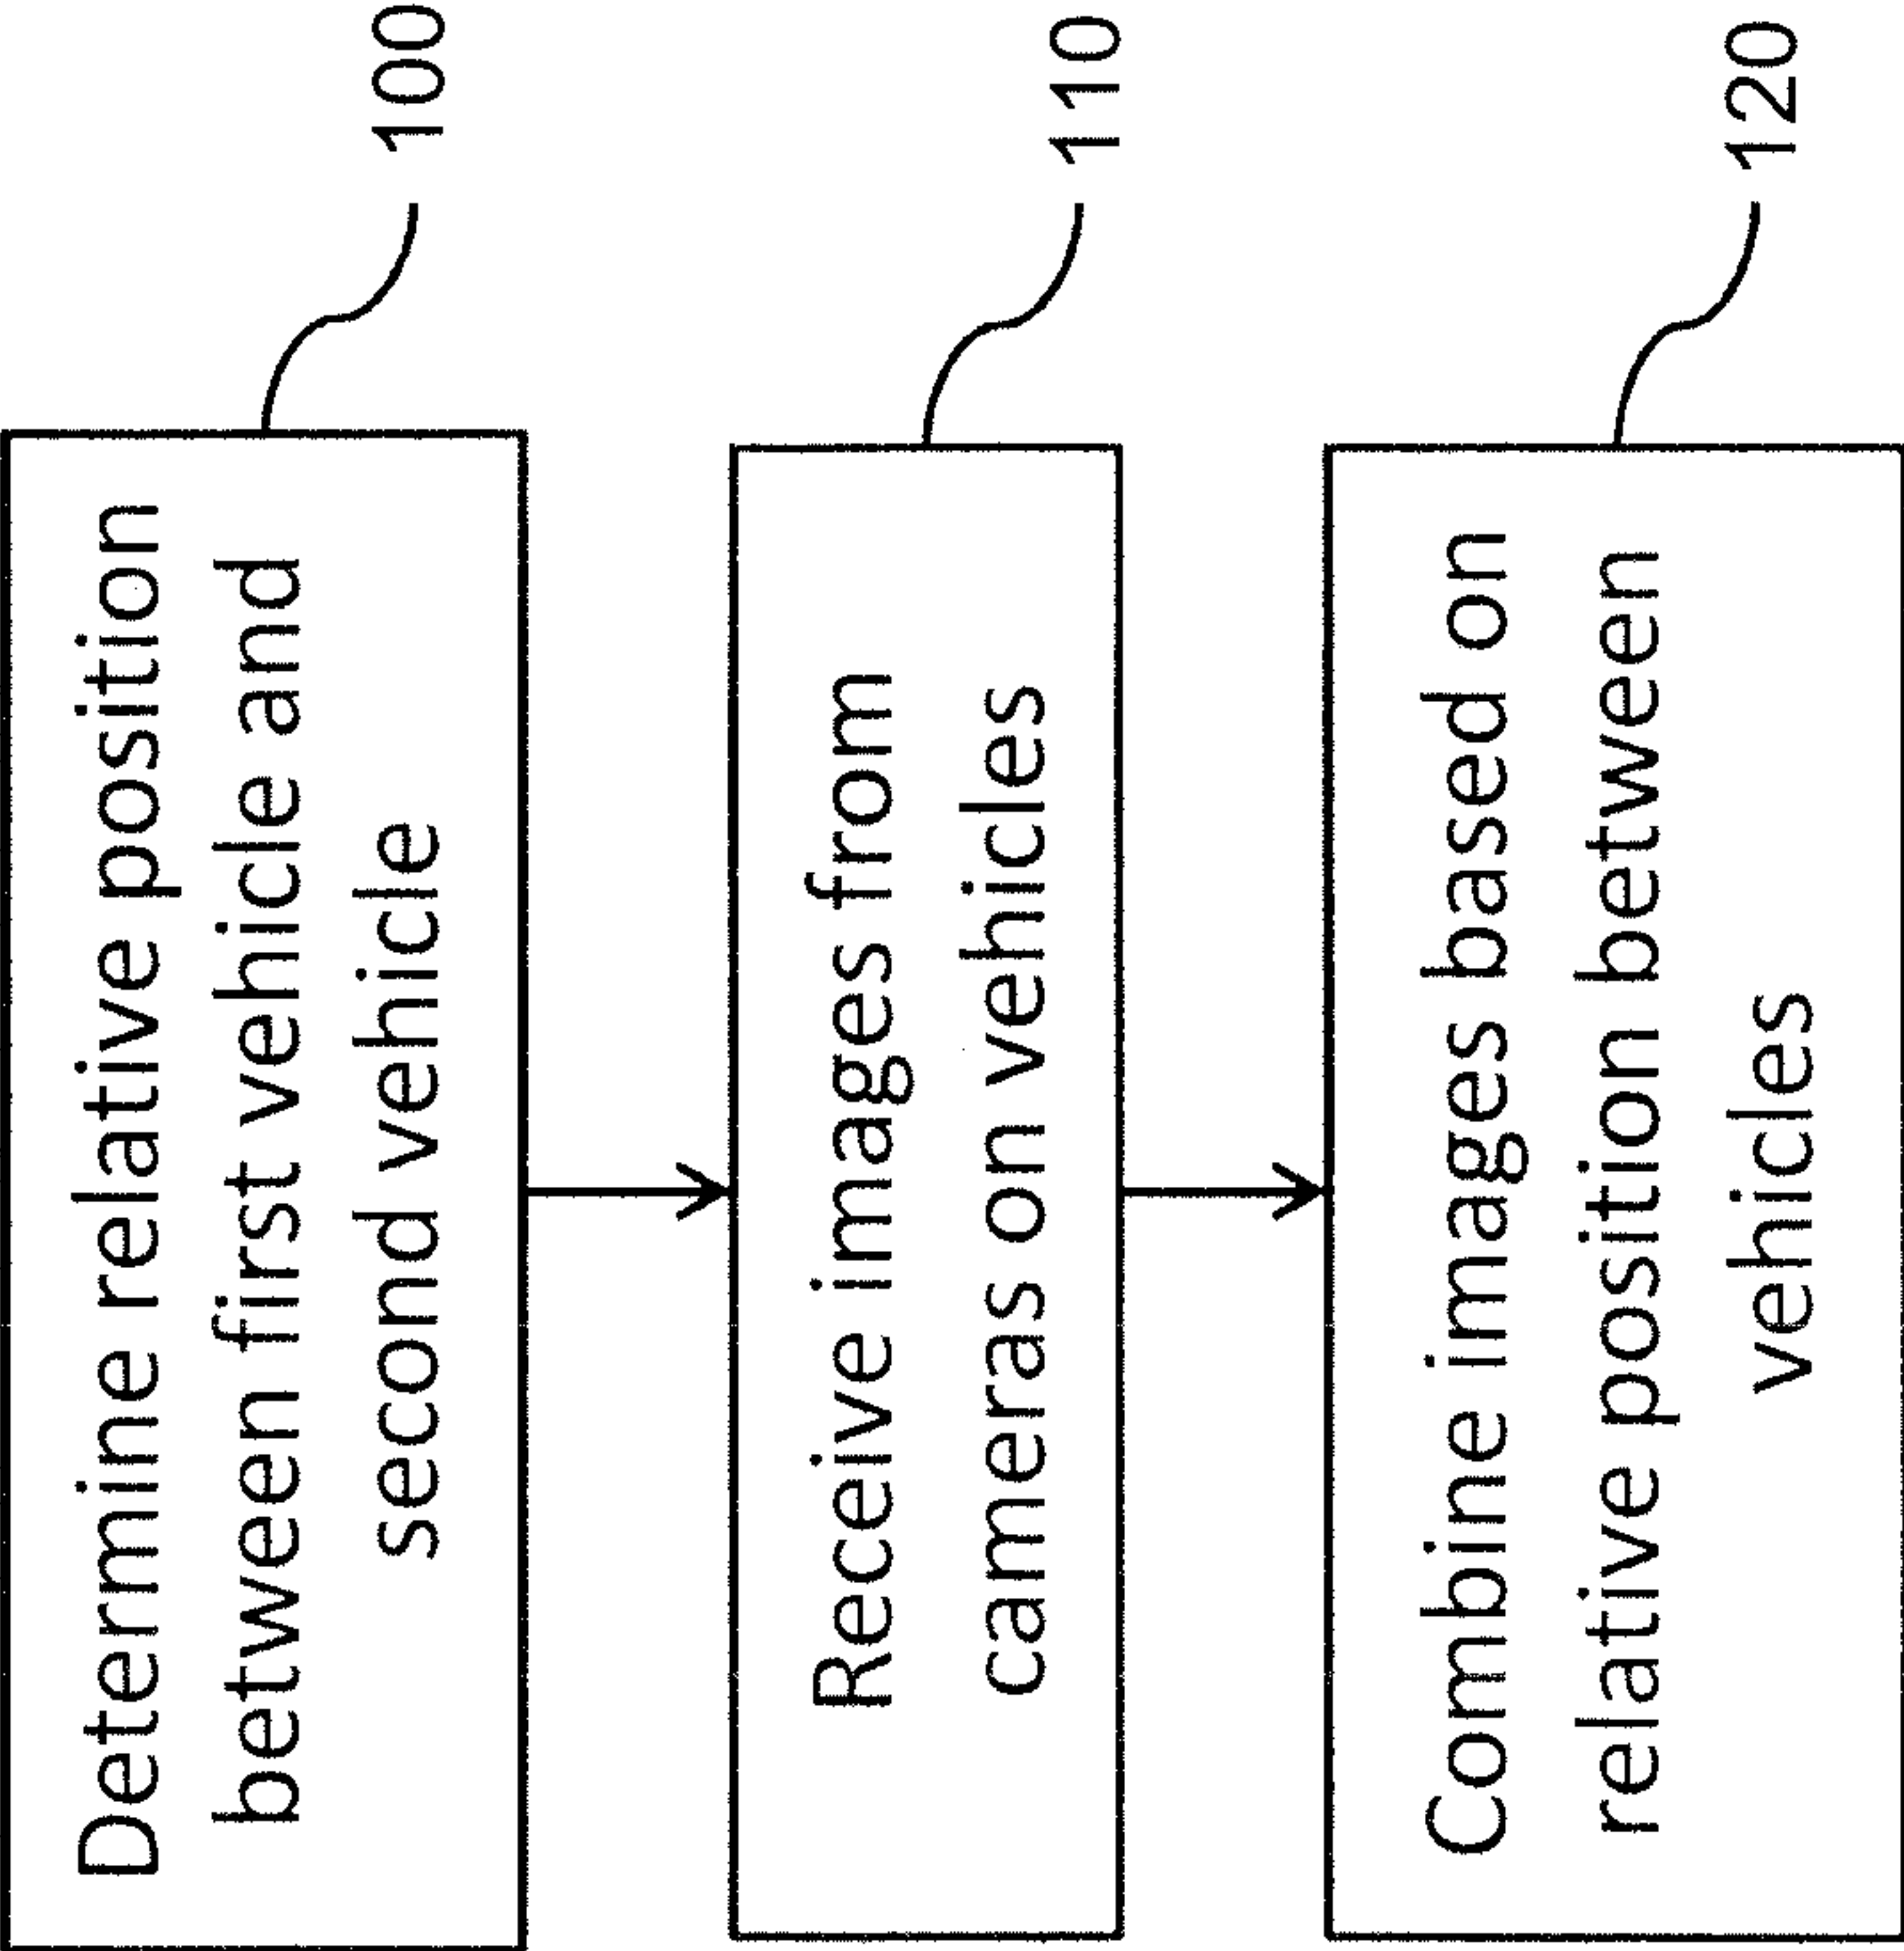 Determine relative position
between first vehicle and
second vehicle
100
Receive images from
cameras on vehicles
110
Combine images based on
relative position between
vehicles
120